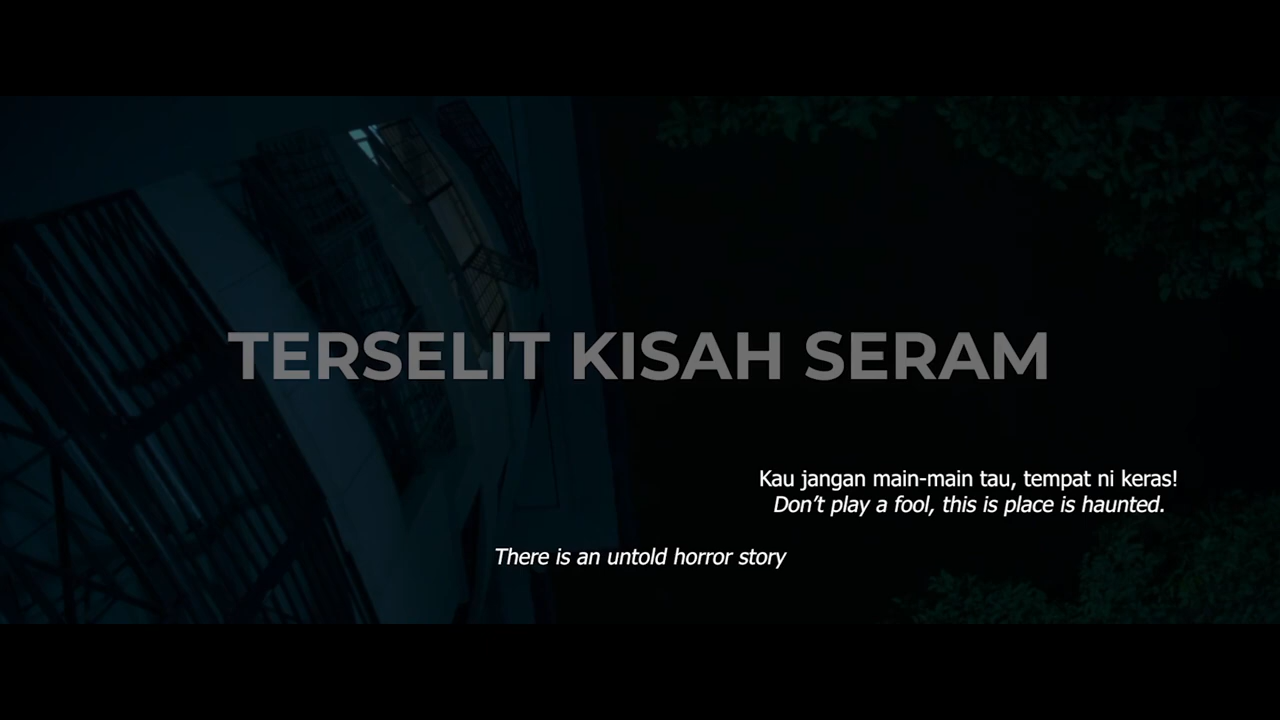 TERSELIT KISAH SERAM
Kau jangan main-main tau, tempat ni keras!
Don’t play a fool, this is place is haunted.
There is an untold horror story